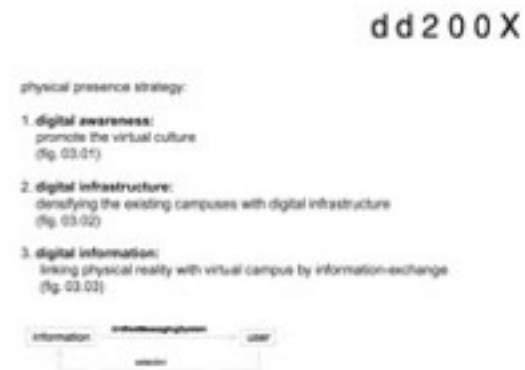 dd200X
physical presence strategy:
1. digital awareness:
promote the virtual culture
(fig. 03.01)
2. digital infrastructure:
densifying the existing campuses with digital infrastructure
(fig. 03.02)
3. digital information:
linking physical reality with virtual campus by information-exchange
(fig. 03.03)
information UnifiedMessagingSystem user
selection